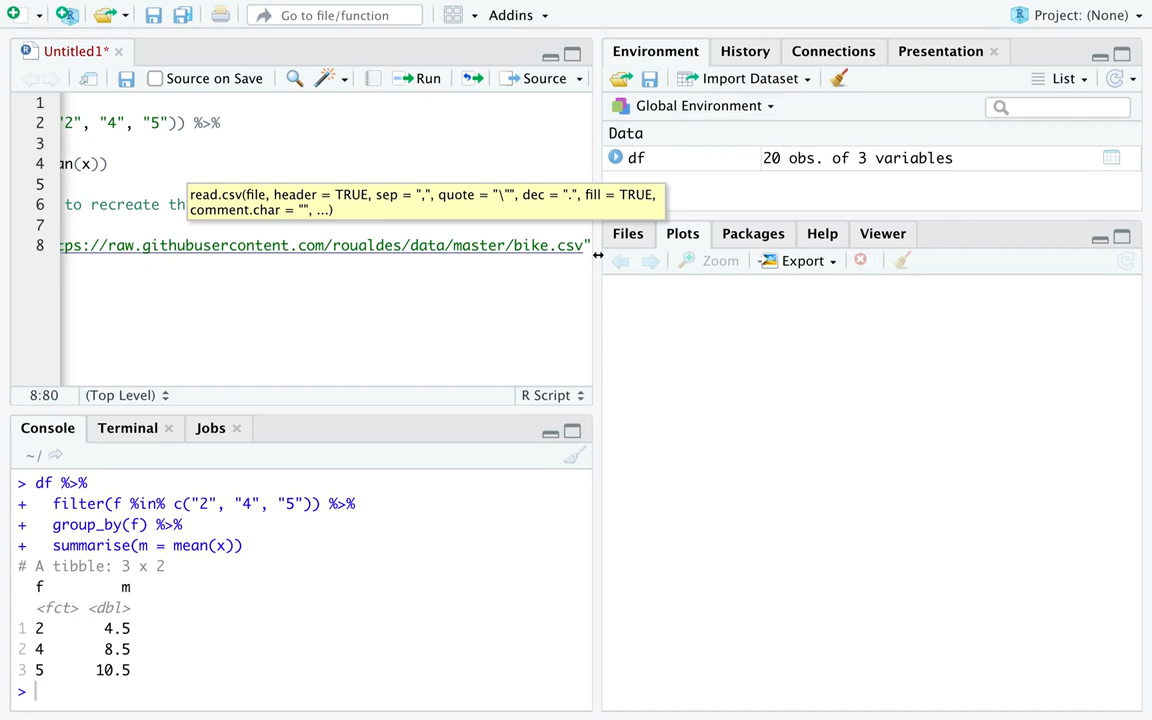 Go to file/function
Addins
Project: (None)
Untitled1*
Source on Save
Run
Source
1
2 "2", "4", "5")) %>%
3
4 an(x))
5
6 to recreate th
7
8 tps://raw.githubusercontent.com/roualdes/data/master/bike.csv"
read.csv(file, header = TRUE, sep = ",", quote = "\"", dec = ".", fill = TRUE,
comment.char = "", ...)
8:80 (Top Level) R Script
Console Terminal Jobs
~/
> df %>%
+ filter(f %in% c("2", "4", "5")) %>%
+ group_by(f) %>%
+ summarise(m = mean(x))
# A tibble: 3 x 2
f m
<fct> <dbl>
1 2 4.5
2 4 8.5
3 5 10.5
>
Environment History Connections Presentation
Import Dataset
List
Global Environment
Data
df 20 obs. of 3 variables
Files Plots Packages Help Viewer
Zoom Export